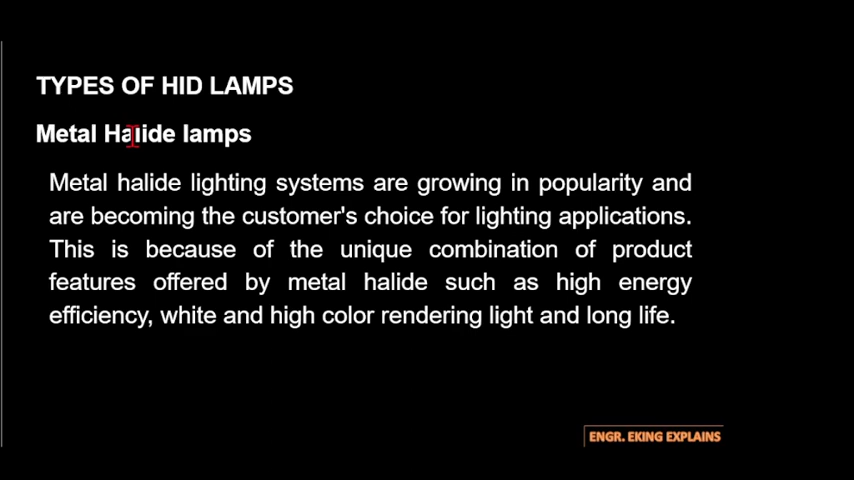 TYPES OF HID LAMPS
Metal Halide lamps
Metal halide lighting systems are growing in popularity and
are becoming the customer's choice for lighting applications.
This is because of the unique combination of product
features offered by metal halide such as high energy
efficiency, white and high color rendering light and long life.
ENGR. EKING EXPLAINS